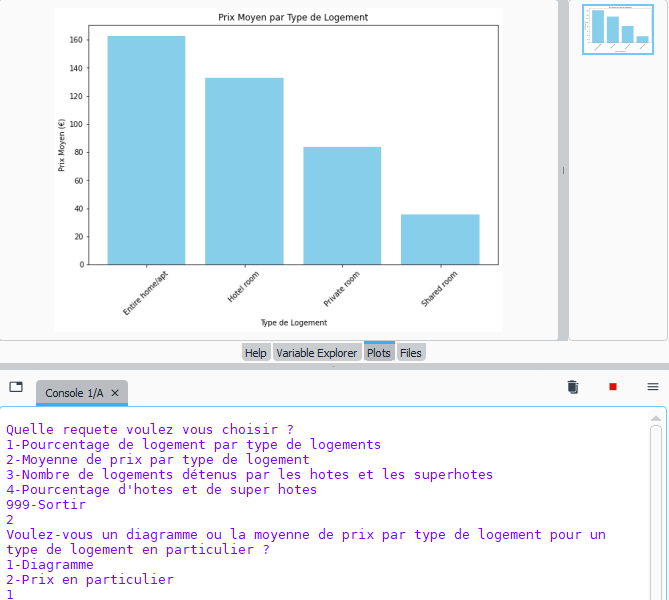 Prix Moyen par Type de Logement
Prix Moyen (€)
160
140
120
100
80
60
40
20
0
Entire home/apt
Hotel room
Private room
Shared room
Type de Logement
Help
Variable Explorer
Plots
Files
Console 1/A
Quelle requete voulez vous choisir ?
1-Pourcentage de logement par type de logements
2-Moyenne de prix par type de logement
3-Nombre de logements détenus par les hotes et les superhotes
4-Pourcentage d'hotes et de super hotes
999-Sortir
2
Voulez-vous un diagramme ou la moyenne de prix par type de logement pour un
type de logement en particulier ?
1-Diagramme
2-Prix en particulier
1